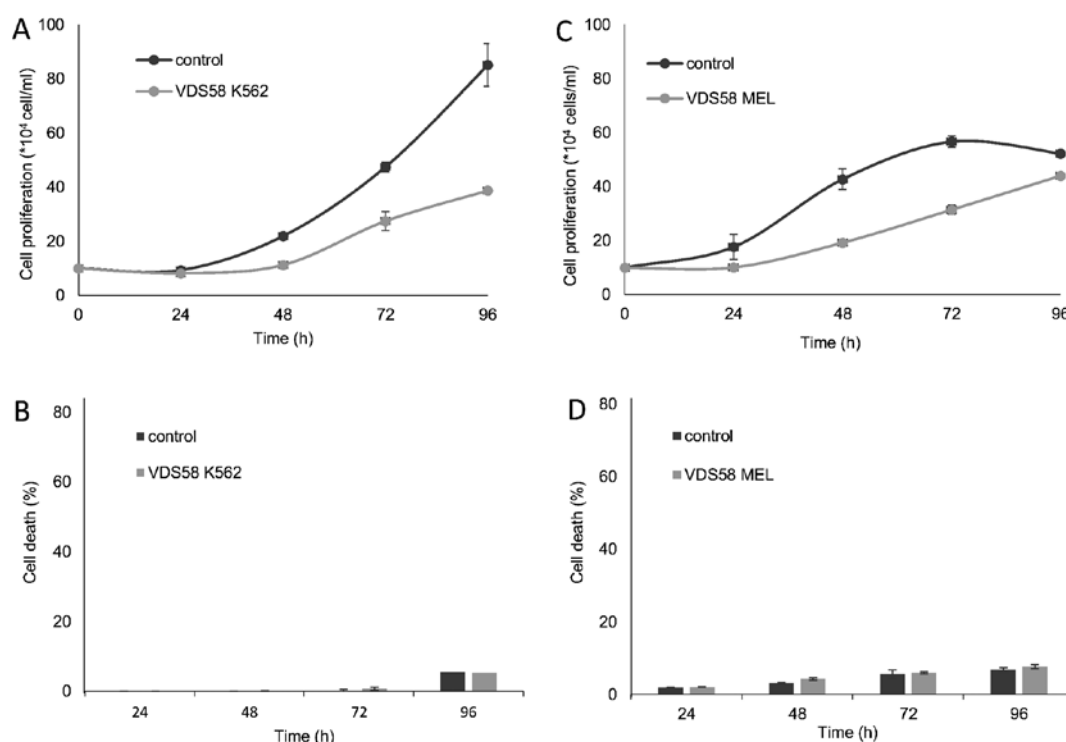 A
Cell proliferation (*10⁴ cell/ml)
100
80
60
40
20
0
control
VDS58 K562
0 24 48 72 96
Time (h)
C
Cell proliferation (*10⁴ cells/ml)
100
80
60
40
20
0
control
VDS58 MEL
0 24 48 72 96
Time (h)
B
Cell death (%)
80
60
40
20
0
control
VDS58 K562
24 48 72 96
Time (h)
D
Cell death (%)
80
60
40
20
0
control
VDS58 MEL
24 48 72 96
Time (h)